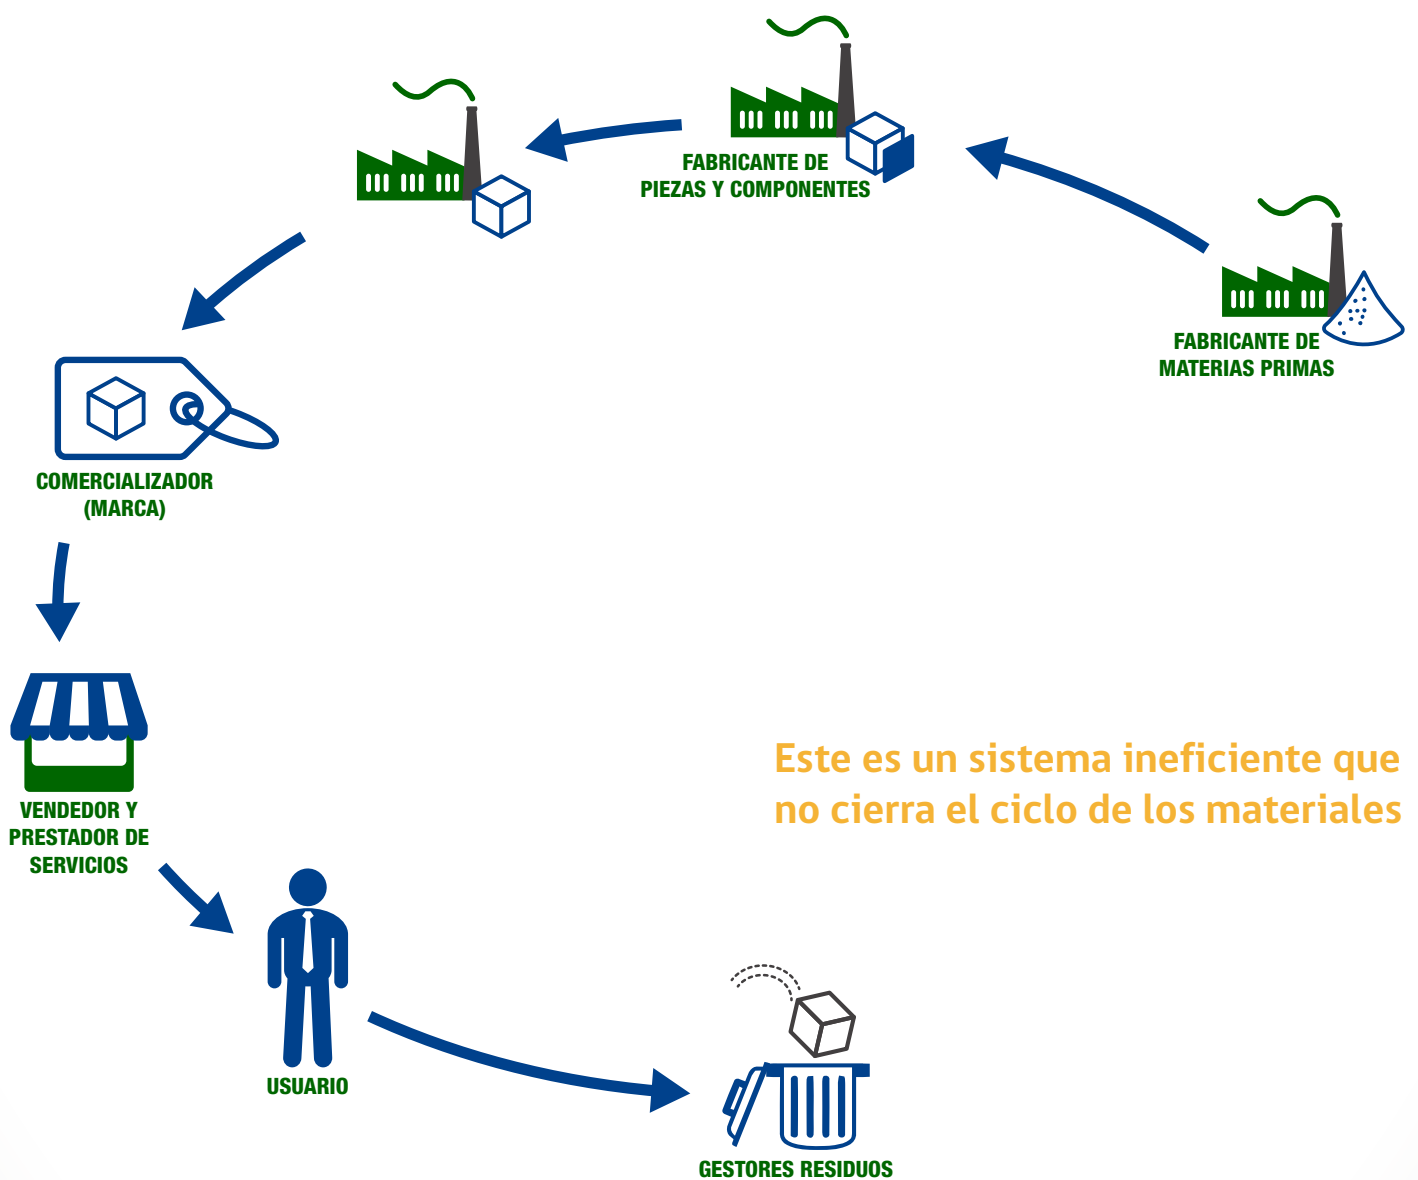 FABRICANTE DE
PIEZAS Y COMPONENTES
FABRICANTE DE
MATERIAS PRIMAS
COMERCIALIZADOR
(MARCA)
VENDEDOR Y
PRESTADOR DE
SERVICIOS
Este es un sistema ineficiente que
no cierra el ciclo de los materiales
USUARIO
GESTORES RESIDUOS